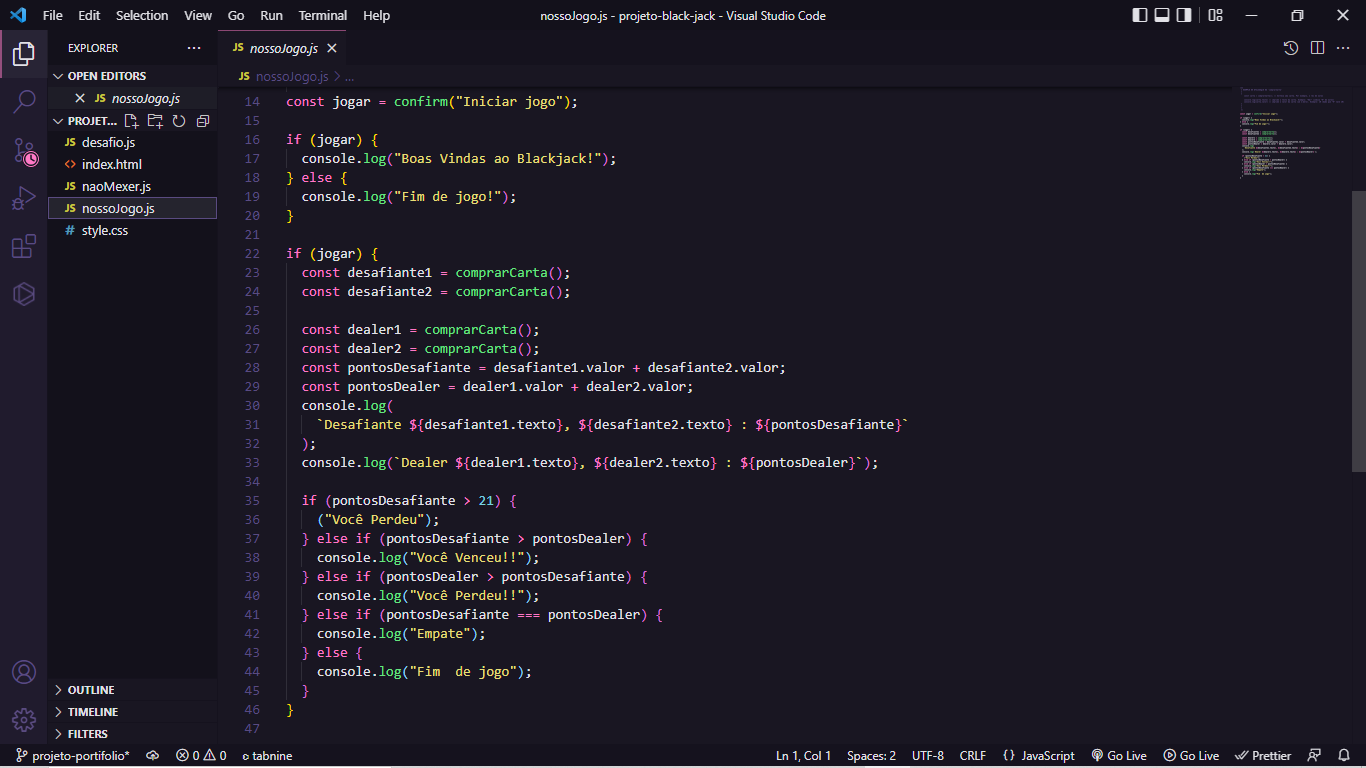 File Edit Selection View Go Run Terminal Help nossoJogo.js - projeto-black-jack - Visual Studio Code
EXPLORER
OPEN EDITORS
JS nossoJogo.js
PROJET...
JS desafio.js
<> index.html
JS naoMexer.js
JS nossoJogo.js
# style.css
OUTLINE
TIMELINE
FILTERS
JS nossoJogo.js
JS nossoJogo.js > ...
14 const jogar = confirm("Iniciar jogo");
15
16 if (jogar) {
17 console.log("Boas Vindas ao Blackjack!");
18 } else {
19 console.log("Fim de jogo!");
20 }
21
22 if (jogar) {
23 const desafiante1 = comprarCarta();
24 const desafiante2 = comprarCarta();
25
26 const dealer1 = comprarCarta();
27 const dealer2 = comprarCarta();
28 const pontosDesafiante = desafiante1.valor + desafiante2.valor;
29 const pontosDealer = dealer1.valor + dealer2.valor;
30 console.log(
31 `Desafiante ${desafiante1.texto}, ${desafiante2.texto} : ${pontosDesafiante}`
32 );
33 console.log(`Dealer ${dealer1.texto}, ${dealer2.texto} : ${pontosDealer}`);
34
35 if (pontosDesafiante > 21) {
36 ("Você Perdeu");
37 } else if (pontosDesafiante > pontosDealer) {
38 console.log("Você Venceu!!");
39 } else if (pontosDealer > pontosDesafiante) {
40 console.log("Você Perdeu!!");
41 } else if (pontosDesafiante === pontosDealer) {
42 console.log("Empate");
43 } else {
44 console.log("Fim  de jogo");
45 }
46 }
47
projeto-portifolio* 0 0 tabnine Ln 1, Col 1 Spaces: 2 UTF-8 CRLF {} JavaScript Go Live Go Live Prettier